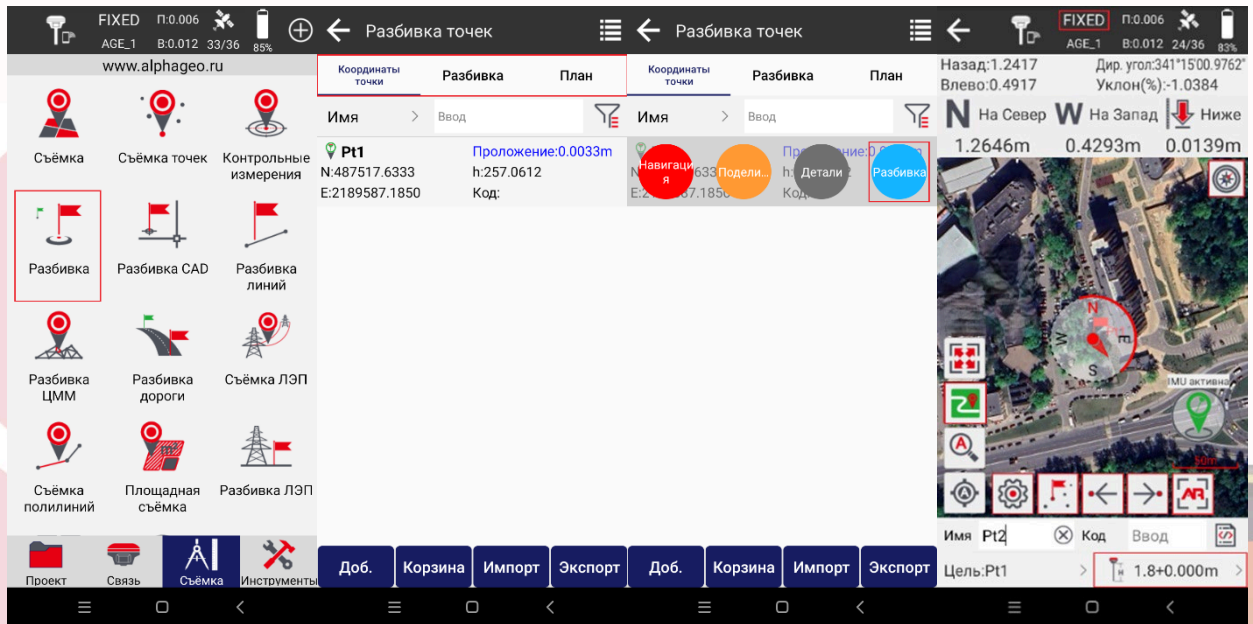 FIXED П:0.006
AGE_1 В:0.012 33/36 85%
www.alphageo.ru
Съёмка
Съёмка точек
Контрольные
измерения
Разбивка
Разбивка CAD
Разбивка
линий
Разбивка
ЦММ
Разбивка
дороги
Съёмка ЛЭП
Съёмка
полилиний
Площадная
съёмка
Разбивка ЛЭП
Проект
Связь
Съёмка
Инструменты
Разбивка точек
Координаты
точки
Разбивка
План
Имя > Ввод
Pt1 Проложение:0.0033m
N:487517.6333 h:257.0612
E:2189587.1850 Код:
Доб. Корзина Импорт Экспорт
Разбивка точек
Координаты
точки
Разбивка
План
Имя > Ввод
Навигаци
я
Подели...
Детали
Разбивка
Доб. Корзина Импорт Экспорт
FIXED П:0.006
AGE_1 В:0.012 24/36 83%
Назад:1.2417 Дир. угол:341°15'00.9762"
Влево:0.4917 Уклон(%):-1.0384
N На Север W На Запад Ниже
1.2646m 0.4293m 0.0139m
N
W
E
S
IMU активна
50m
A
AR
Имя Pt2 Код Ввод
Цель:Pt1 > H 1.8+0.000m >